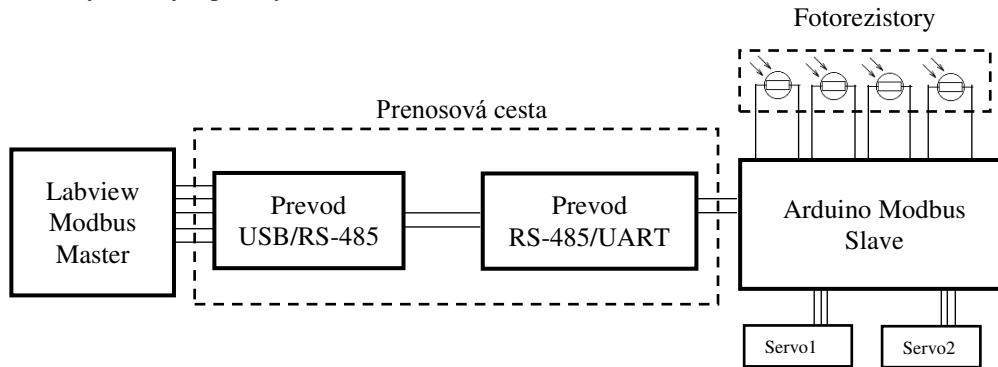 Fotorezistory
Prenosová cesta
Labview
Modbus
Master
Prevod
USB/RS-485
Prevod
RS-485/UART
Arduino Modbus
Slave
Servo1
Servo2